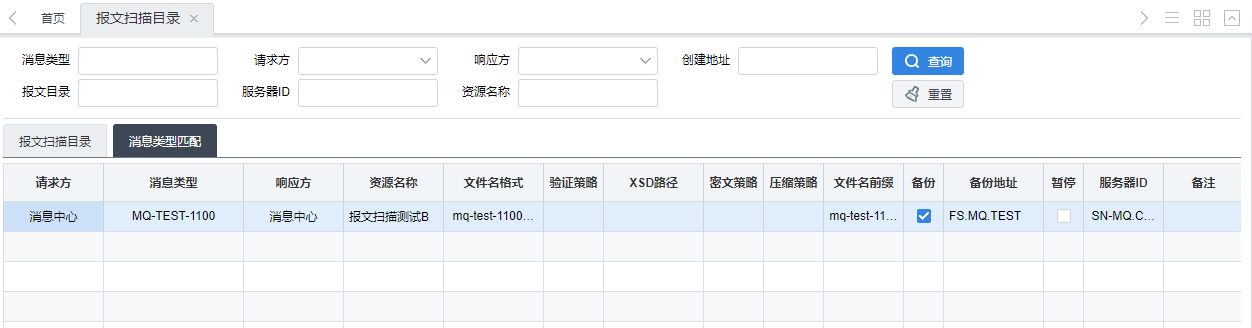 首页 报文扫描目录
消息类型 请求方 响应方 创建地址 查询
报文目录 服务器ID 资源名称 重置
报文扫描目录 消息类型匹配
请求方 消息类型 响应方 资源名称 文件名格式 验证策略 XSD路径 密文策略 压缩策略 文件名前缀 备份 备份地址 暂停 服务器ID 备注
消息中心 MQ-TEST-1100 消息中心 报文扫描测试B mq-test-1100... mq-test-11... FS.MQ.TEST SN-MQ.C...